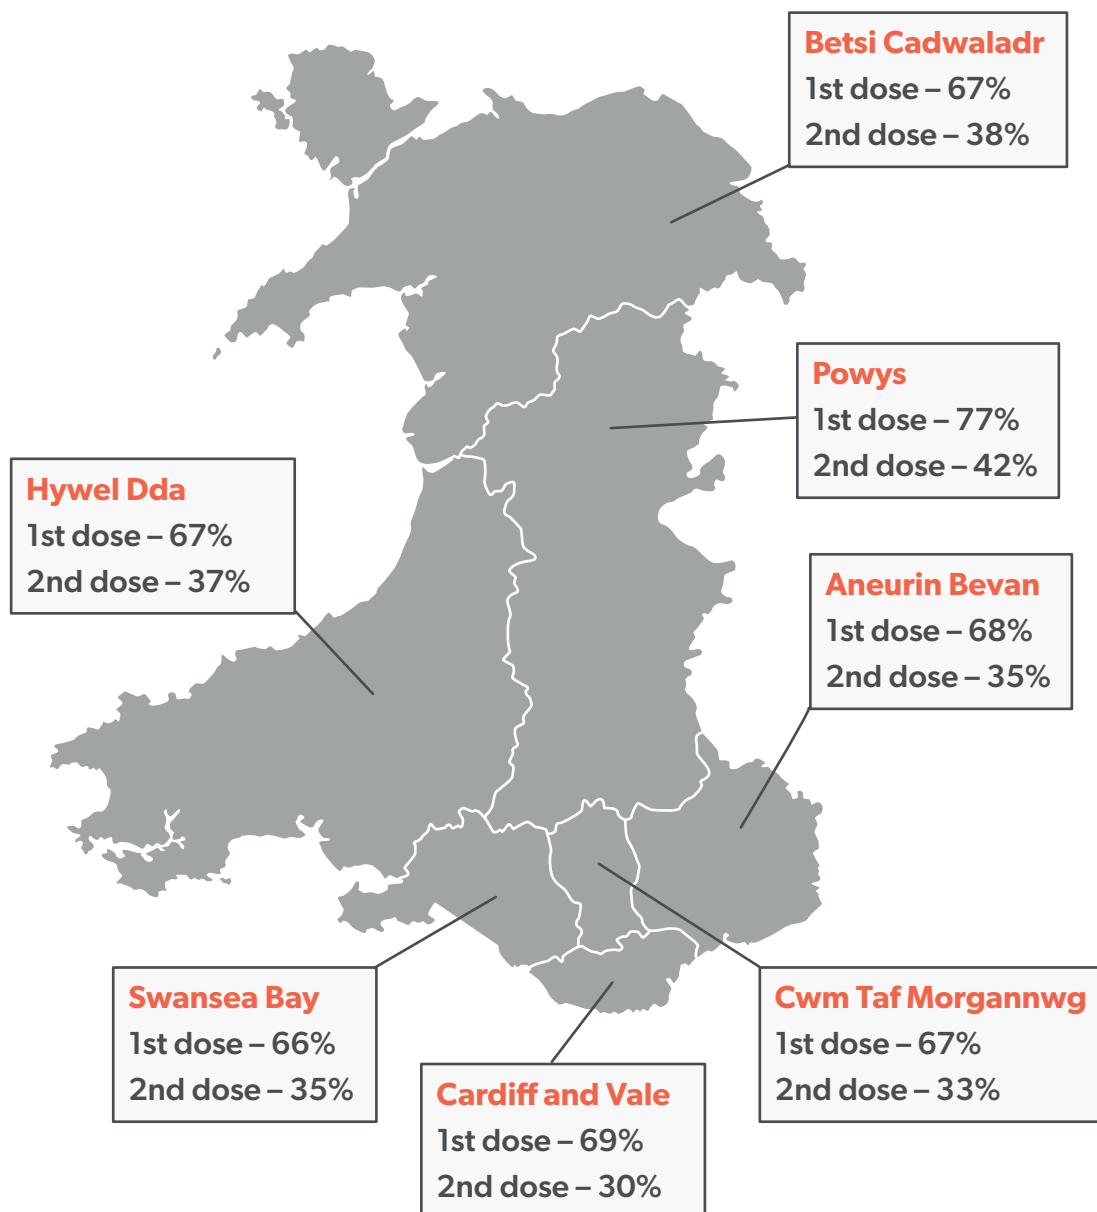 Betsi Cadwaladr
1st dose – 67%
2nd dose – 38%
Powys
1st dose – 77%
2nd dose – 42%
Hywel Dda
1st dose – 67%
2nd dose – 37%
Aneurin Bevan
1st dose – 68%
2nd dose – 35%
Swansea Bay
1st dose – 66%
2nd dose – 35%
Cardiff and Vale
1st dose – 69%
2nd dose – 30%
Cwm Taf Morgannwg
1st dose – 67%
2nd dose – 33%